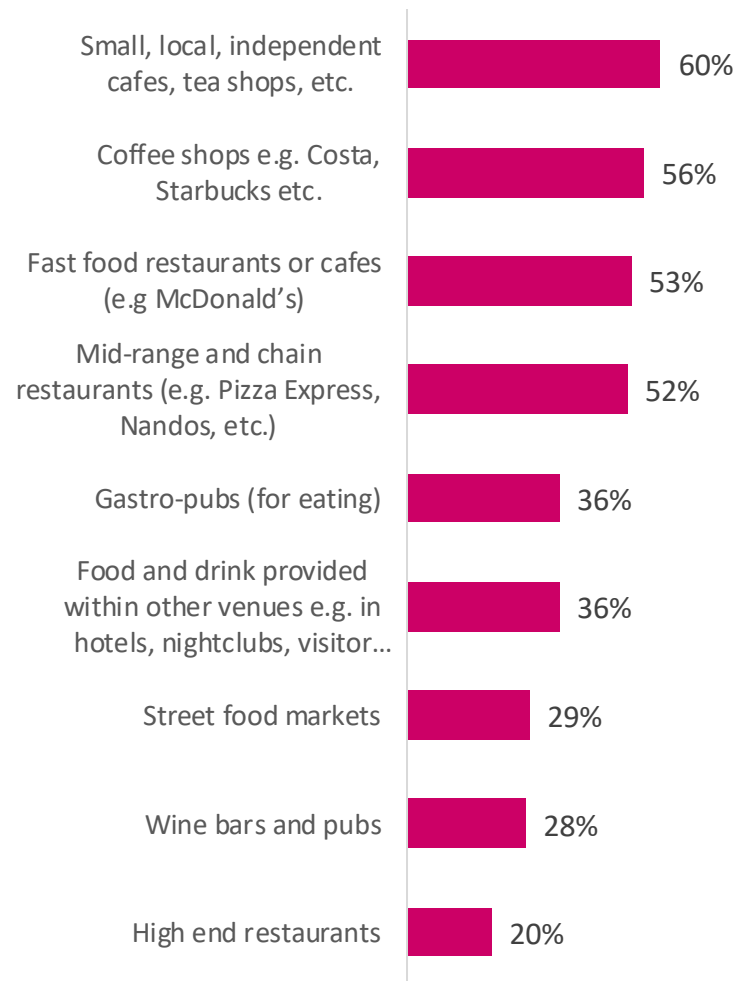 Small, local, independent
cafes, tea shops, etc.
60%
Coffee shops e.g. Costa,
Starbucks etc.
56%
Fast food restaurants or cafes
(e.g McDonald’s)
53%
Mid-range and chain
restaurants (e.g. Pizza Express,
Nandos, etc.)
52%
Gastro-pubs (for eating)
36%
Food and drink provided
within other venues e.g. in
hotels, nightclubs, visitor...
36%
Street food markets
29%
Wine bars and pubs
28%
High end restaurants
20%